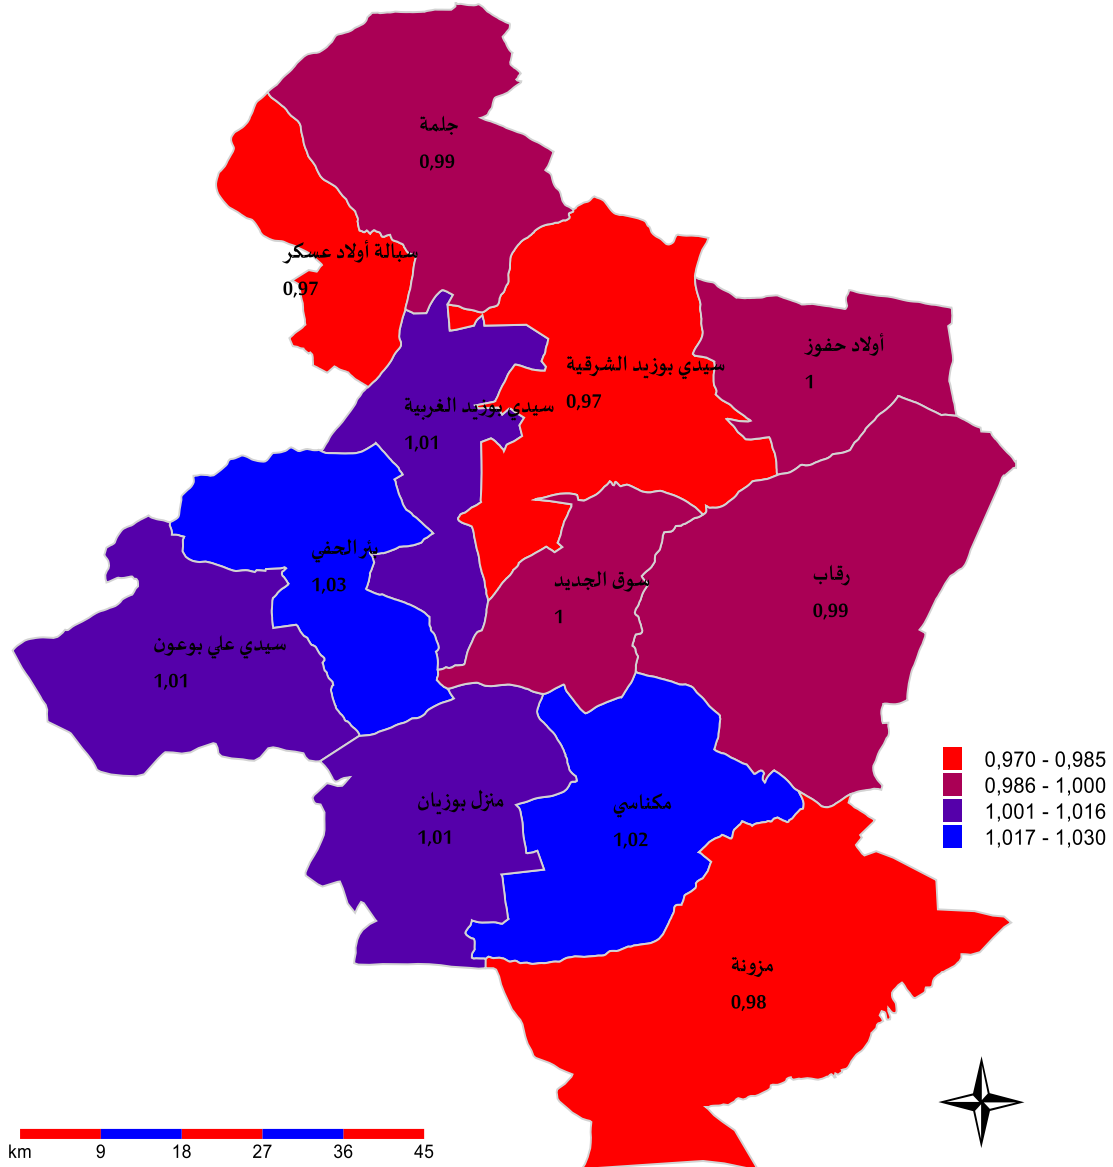 جلمة
0,99
سبالة أولاد عسكر
0,97
أولاد حفوز
1
سيدي بوزيد الشرقية
0,97
سيدي بوزيد الغربية
1,01
بئر الحفي
1,03
سوق الجديد
1
رقاب
0,99
سيدي علي بوعون
1,01
منزل بوزيان
1,01
مكناسي
1,02
مزونة
0,98
0,970 - 0,985
0,986 - 1,000
1,001 - 1,016
1,017 - 1,030
km 9 18 27 36 45